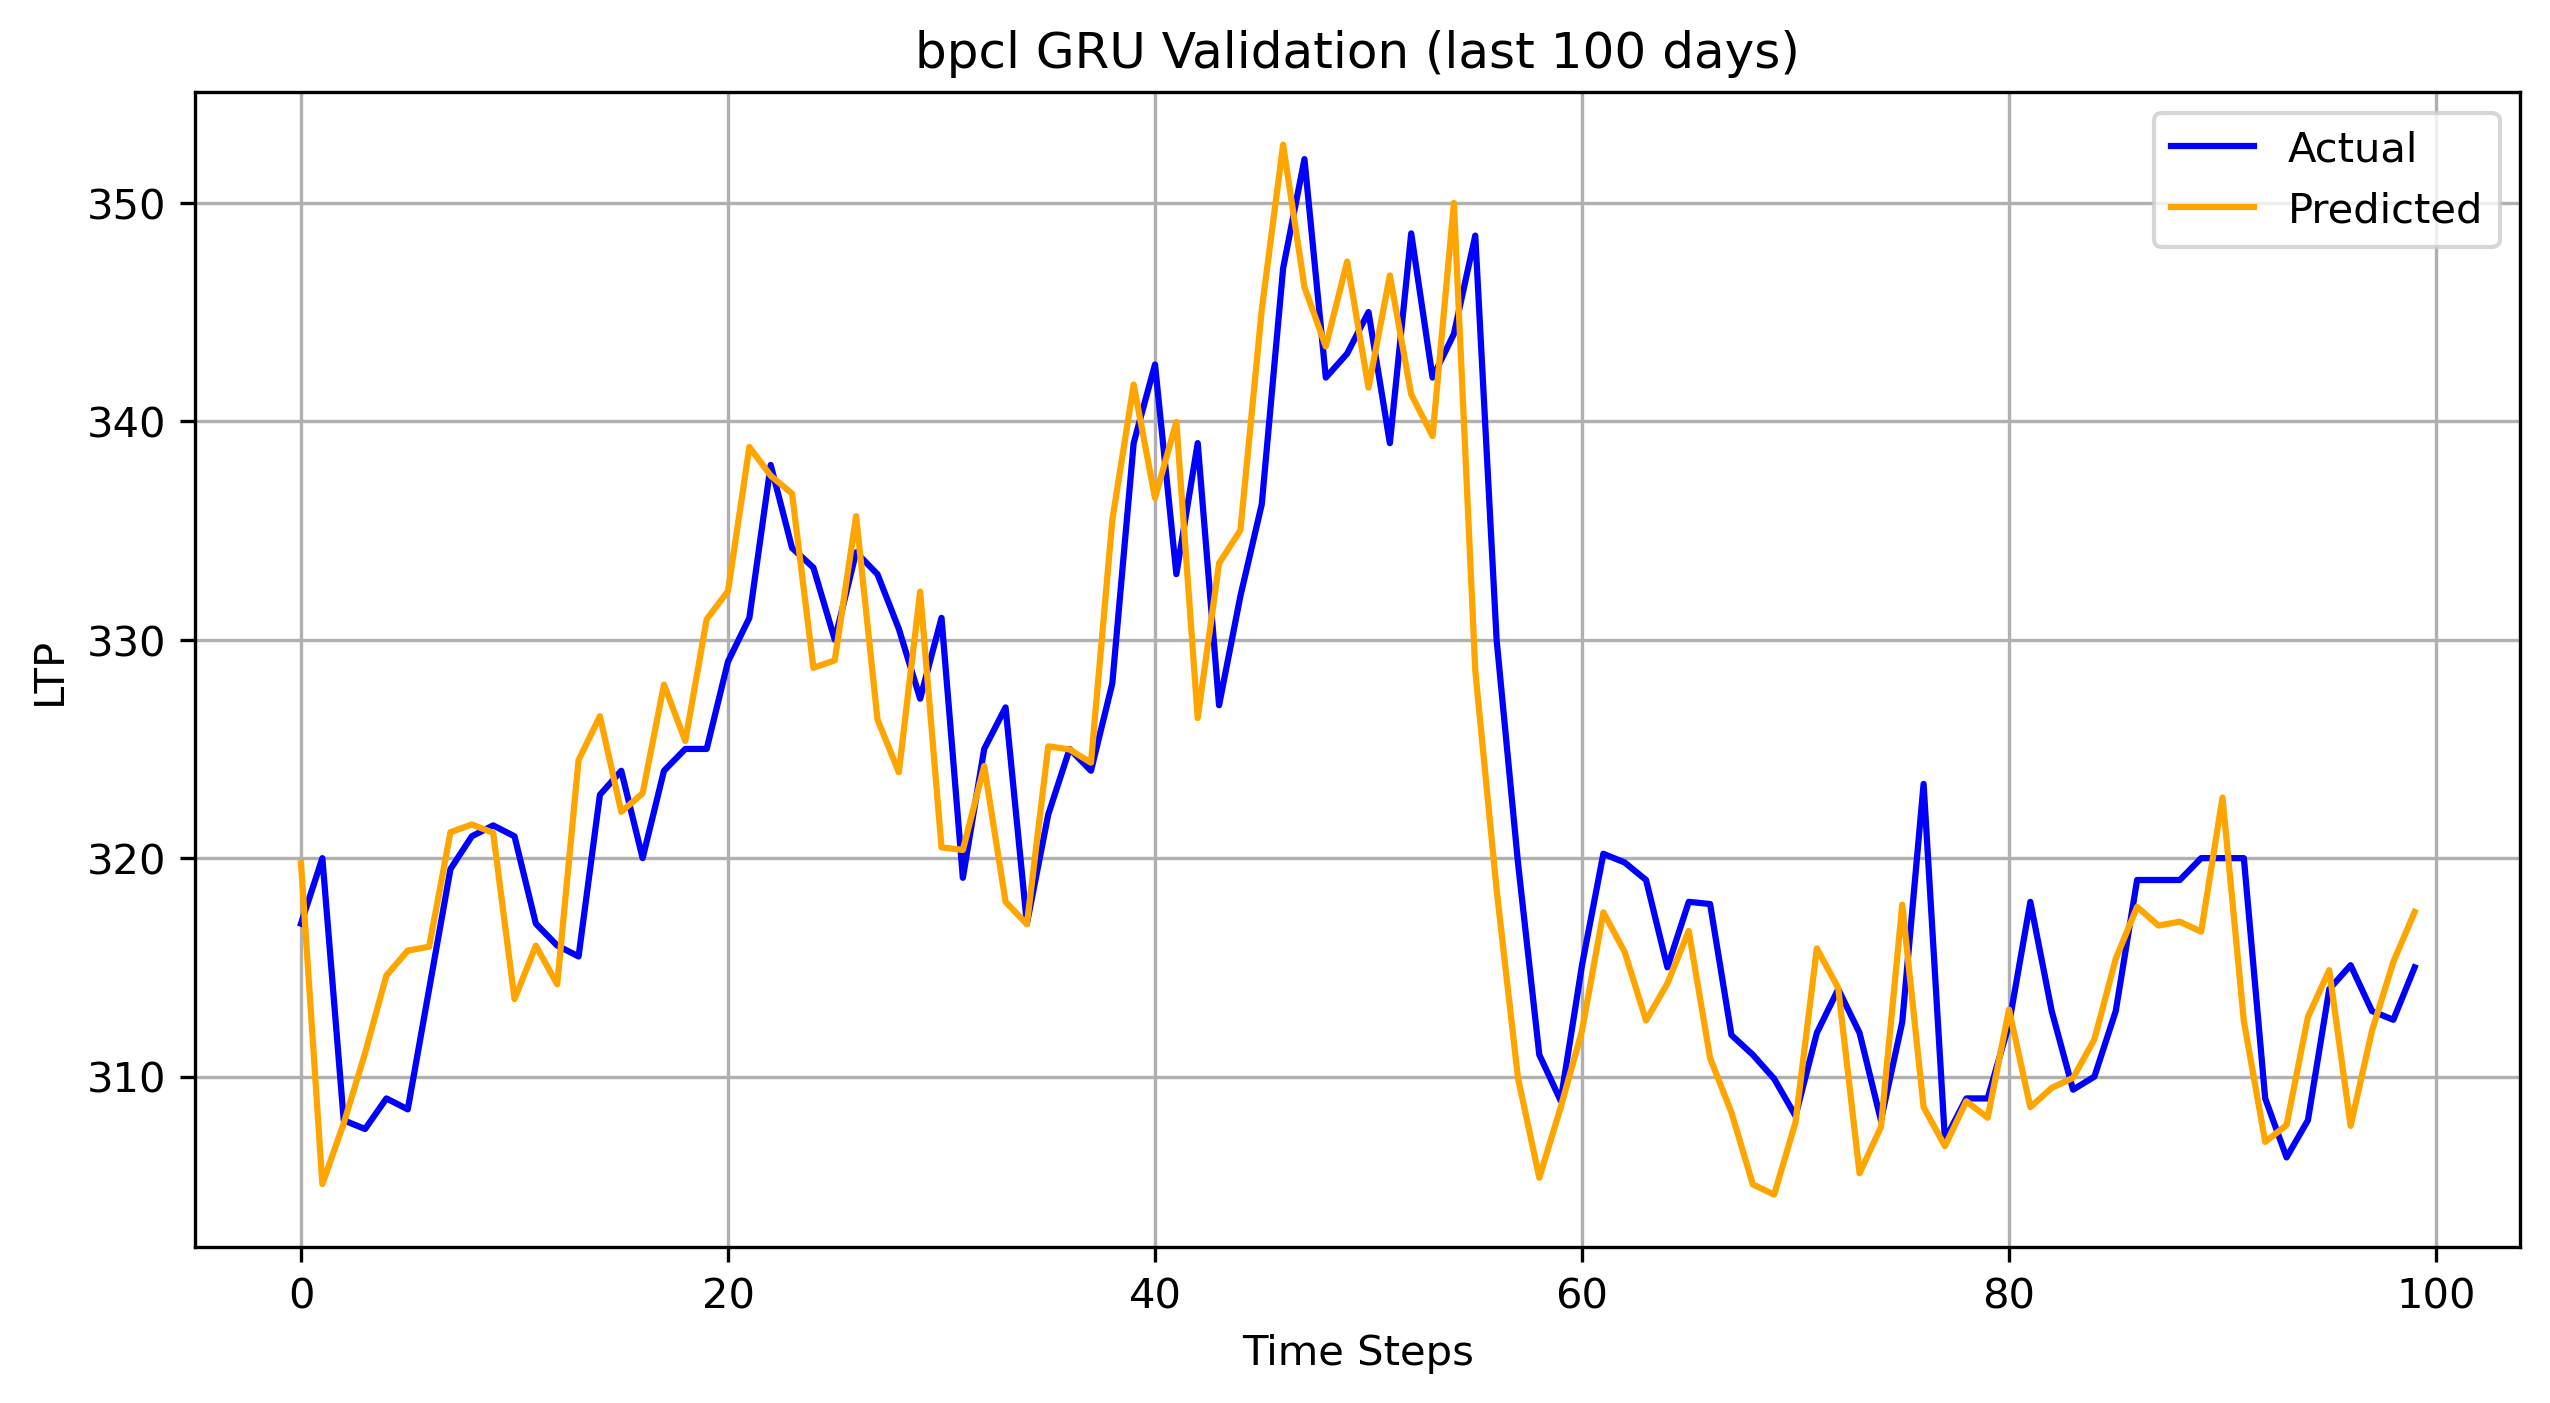 bpcl GRU Validation (last 100 days)
Actual
Predicted
350
340
330
320
310
LTP
0 20 40 60 80 100
Time Steps